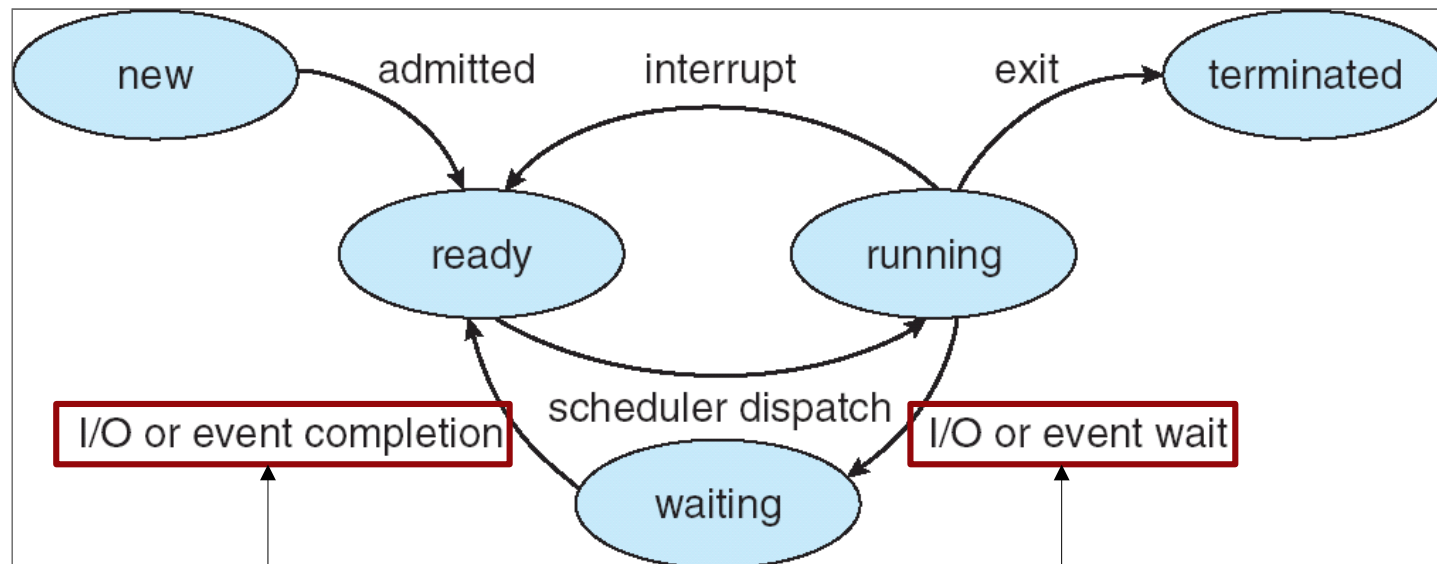 new
admitted
interrupt
exit
terminated
ready
running
scheduler dispatch
I/O or event completion
I/O or event wait
waiting